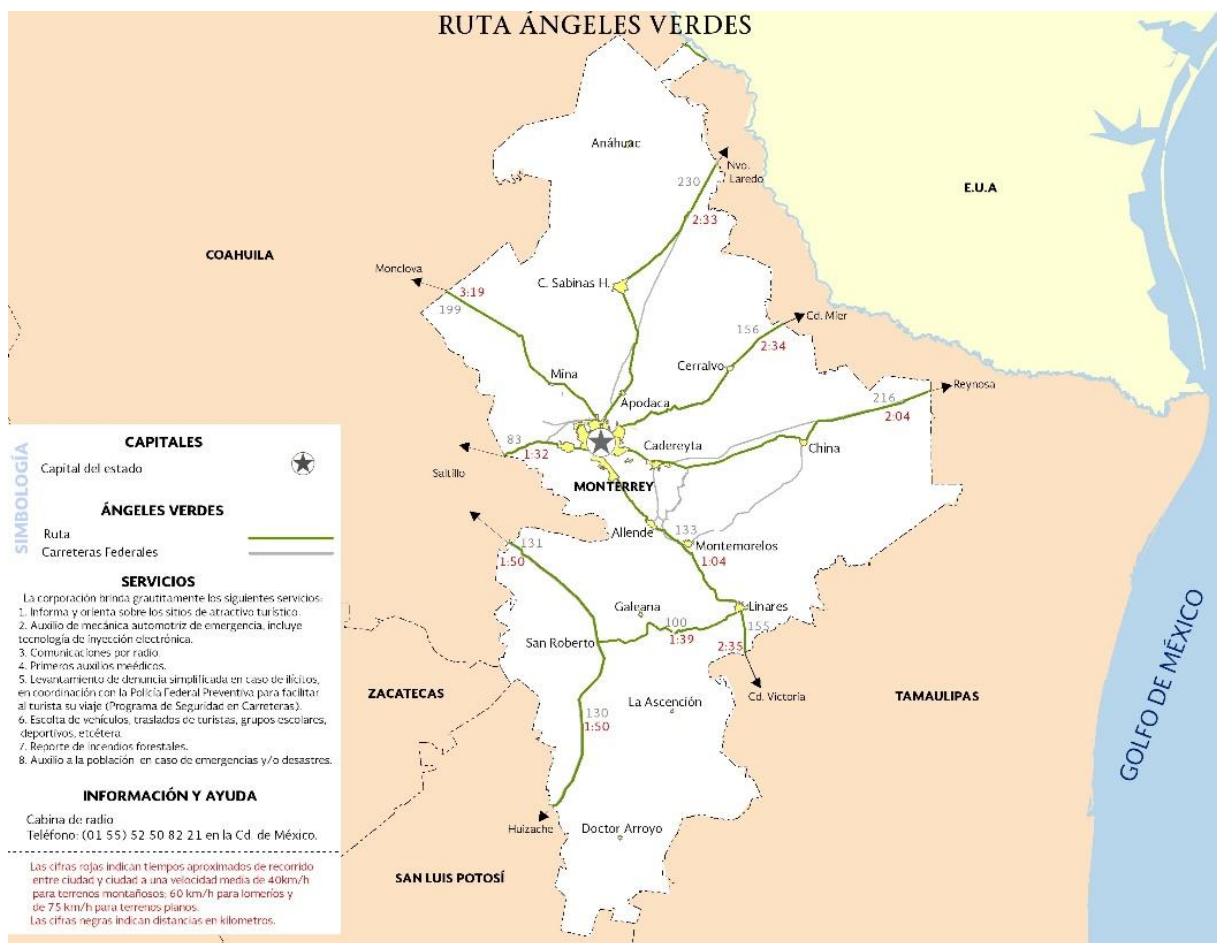 RUTA ÁNGELES VERDES
Anáhuac
Nvo.
Laredo
230
2:33
E.U.A
COAHUILA
Monclova
3:19
199
C. Sabinas H.
Cd. Mier
156
2:34
Cerralvo
Mina
Reynosa
216
2:04
Apodaca
83
1:32
Cadereyta
China
Saltillo
MONTERREY
Allende
133
Montemorelos
1:04
131
1:50
Galeana
Linares
100
155
1:39
San Roberto
2:35
ZACATECAS
La Ascención
Cd. Victoria
TAMAULIPAS
130
1:50
GOLFO DE MÉXICO
Huizache
Doctor Arroyo
SAN LUIS POTOSÍ
SIMBOLOGÍA
CAPITALES
Capital del estado
ÁNGELES VERDES
Ruta
Carreteras Federales
SERVICIOS
La corporación brinda grautitamente los siguientes servicios:
1. Informa y orienta sobre los sitios de atractivo turístico.
2. Auxilio de mecánica automotriz de emergencia, incluye
tecnología de inyección electrónica.
3. Comunicaciones por radio.
4. Primeros auxilios meédicos.
5. Levantamiento de denuncia simplificada en caso de ilícitos,
en coordinación con la Policía Federal Preventiva para facilitar
al turista su viaje (Programa de Seguridad en Carreteras).
6. Escolta de vehículos, traslados de turistas, grupos escolares,
deportivos, etcétera.
7. Reporte de incendios forestales.
8. Auxilio a la población en caso de emergencias y/o desastres.
INFORMACIÓN Y AYUDA
Cabina de radio
Teléfono: (01 55) 52 50 82 21 en la Cd. de México.
Las cifras rojas indican tiempos aproximados de recorrido
entre ciudad y ciudad a una velocidad media de 40km/h
para terrenos montañosos; 60 km/h para lomeríos y
de 75 km/h para terrenos planos.
Las cifras negras indican distancias en kilometros.